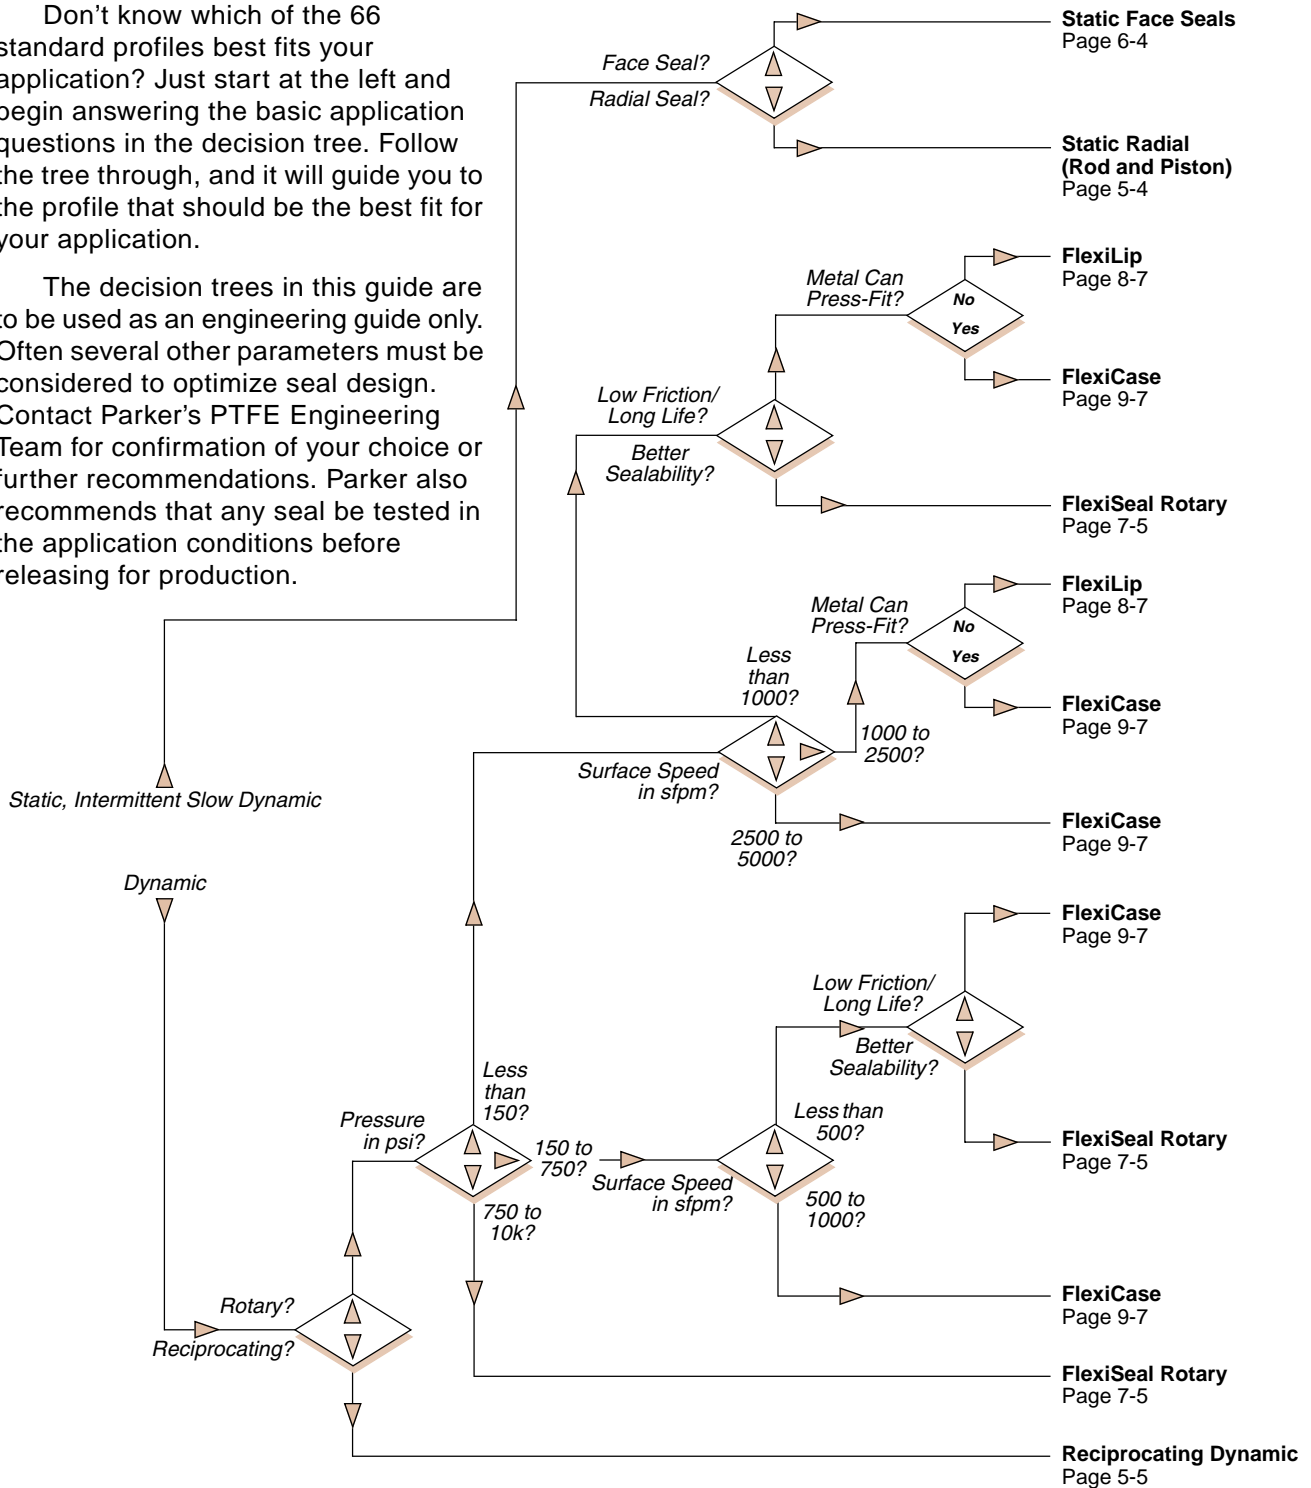 Don't know which of the 66
standard profiles best fits your
application? Just start at the left and
begin answering the basic application
questions in the decision tree. Follow
the tree through, and it will guide you to
the profile that should be the best fit for
your application.
The decision trees in this guide are
to be used as an engineering guide only.
Often several other parameters must be
considered to optimize seal design.
Contact Parker's PTFE Engineering
Team for confirmation of your choice or
further recommendations. Parker also
recommends that any seal be tested in
the application conditions before
releasing for production.
Face Seal?
Radial Seal?
Static Face Seals
Page 6-4
Static Radial
(Rod and Piston)
Page 5-4
Metal Can
Press-Fit?
No
Yes
FlexiLip
Page 8-7
FlexiCase
Page 9-7
Low Friction/
Long Life?
Better
Sealability?
FlexiSeal Rotary
Page 7-5
Metal Can
Press-Fit?
No
Yes
FlexiLip
Page 8-7
FlexiCase
Page 9-7
Less
than
1000?
1000 to
2500?
Surface Speed
in sfpm?
2500 to
5000?
FlexiCase
Page 9-7
Static, Intermittent Slow Dynamic
Dynamic
FlexiCase
Page 9-7
Low Friction/
Long Life?
Better
Sealability?
FlexiSeal Rotary
Page 7-5
Less
than
150?
Pressure
in psi?
150 to
750?
750 to
10k?
Less than
500?
Surface Speed
in sfpm?
500 to
1000?
FlexiCase
Page 9-7
Rotary?
Reciprocating?
FlexiSeal Rotary
Page 7-5
Reciprocating Dynamic
Page 5-5